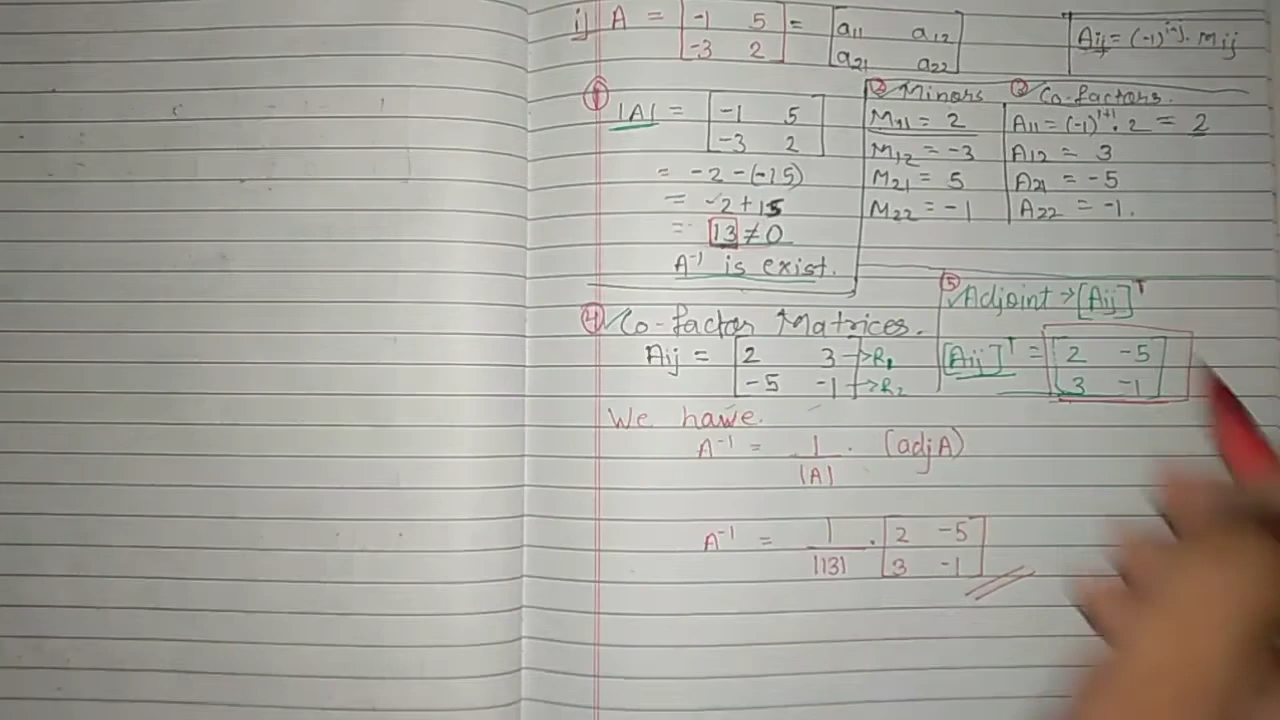 i) A = [-1 5 -3 2] = [a11 a12 a21 a22]
Aij = (-1)^(i+j) . Mij
① |A| = |-1 5 -3 2|
= -2-(-15)
= -2+15
= 13 ≠ 0
A⁻¹ is exist.
② Minors
M11 = 2
M12 = -3
M21 = 5
M22 = -1
③ Co-factors.
A11 = (-1)^(1+1) . 2 = 2
A12 = 3
A21 = -5
A22 = -1.
④ Co-factor Matrices.
Aij = [2 3 → R1
-5 -1 → R2]
⑤ Adjoint → [Aij]ᵀ
[Aij]ᵀ = [2 -5
3 -1]
We have.
A⁻¹ = 1/|A| . (adj A)
A⁻¹ = 1/|13| . [2 -5
3 -1]